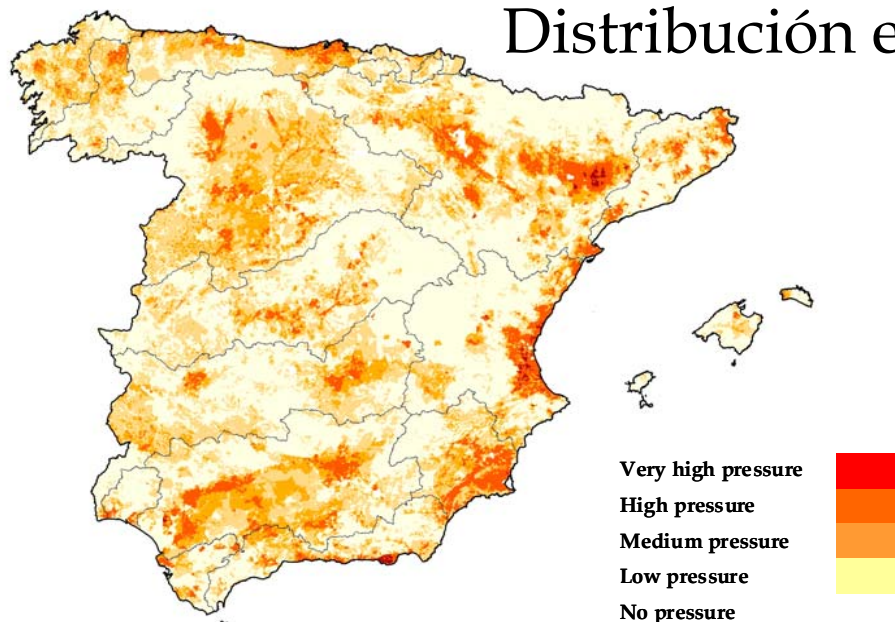 Distribución e
Very high pressure
High pressure
Medium pressure
Low pressure
No pressure